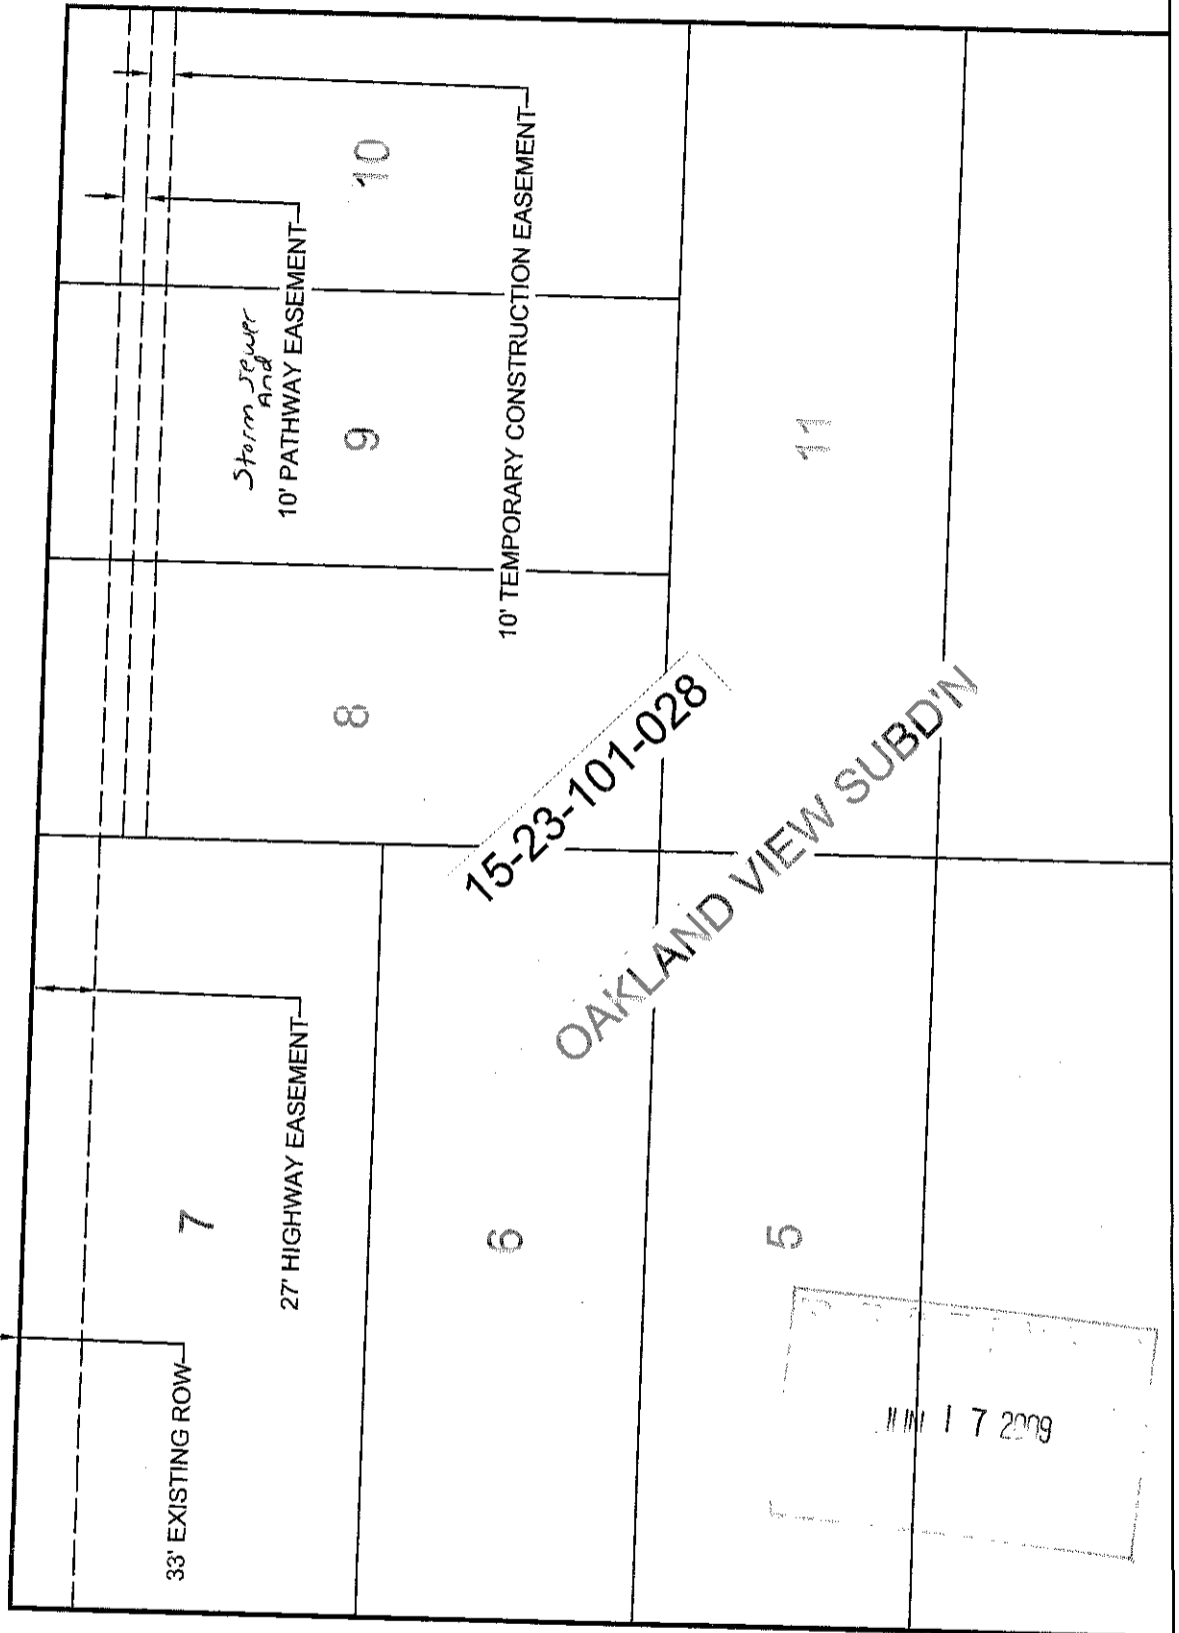 33' EXISTING ROW
27' HIGHWAY EASEMENT
Storm sewer
And
10' PATHWAY EASEMENT
10' TEMPORARY CONSTRUCTION EASEMENT
7
8
9
10
6
15-23-101-028
OAKLAND VIEW SUBD'N
5
11
JUN 17 2009